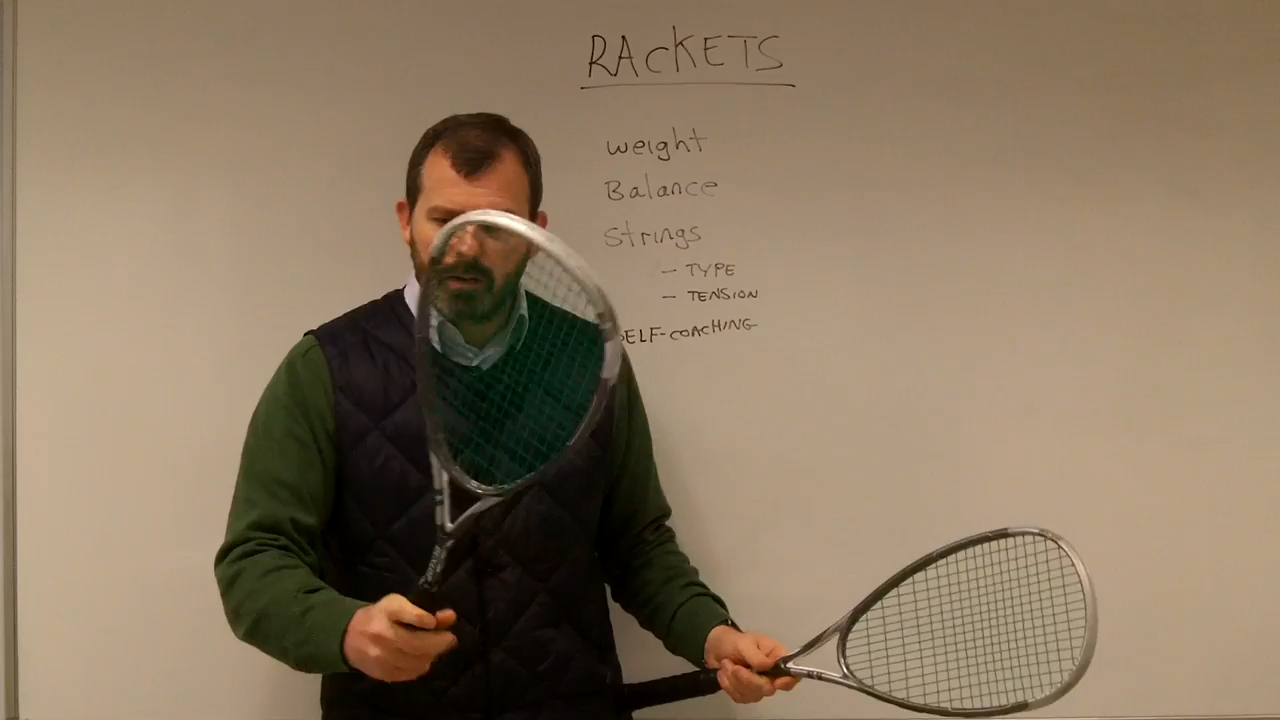 RACKETS
weight
Balance
Strings
- TYPE
- TENSION
SELF-COACHING